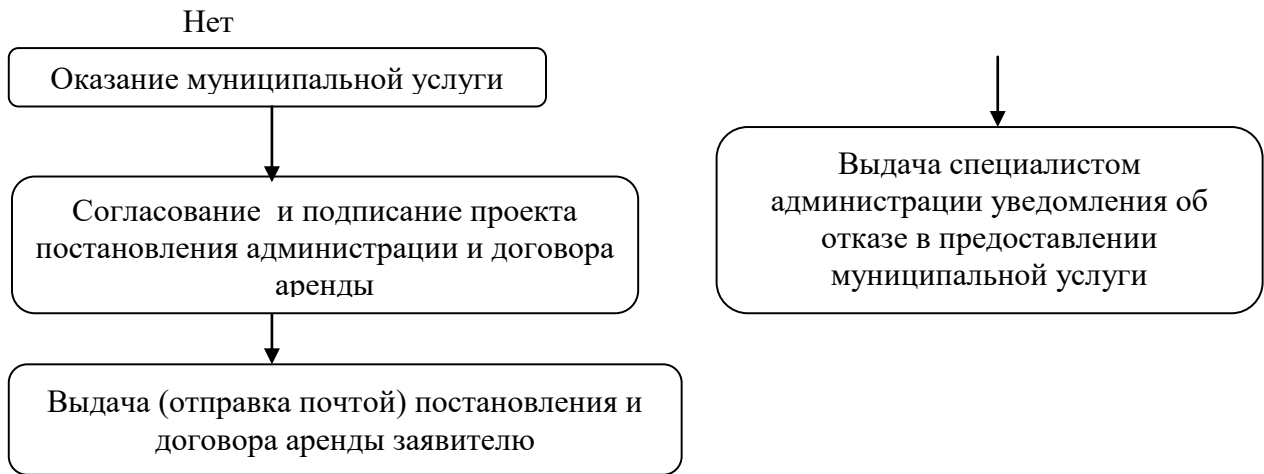 Нет
Оказание муниципальной услуги
Согласование и подписание проекта
постановления администрации и договора
аренды
Выдача (отправка почтой) постановления и
договора аренды заявителю
Выдача специалистом
администрации уведомления об
отказе в предоставлении
муниципальной услуги